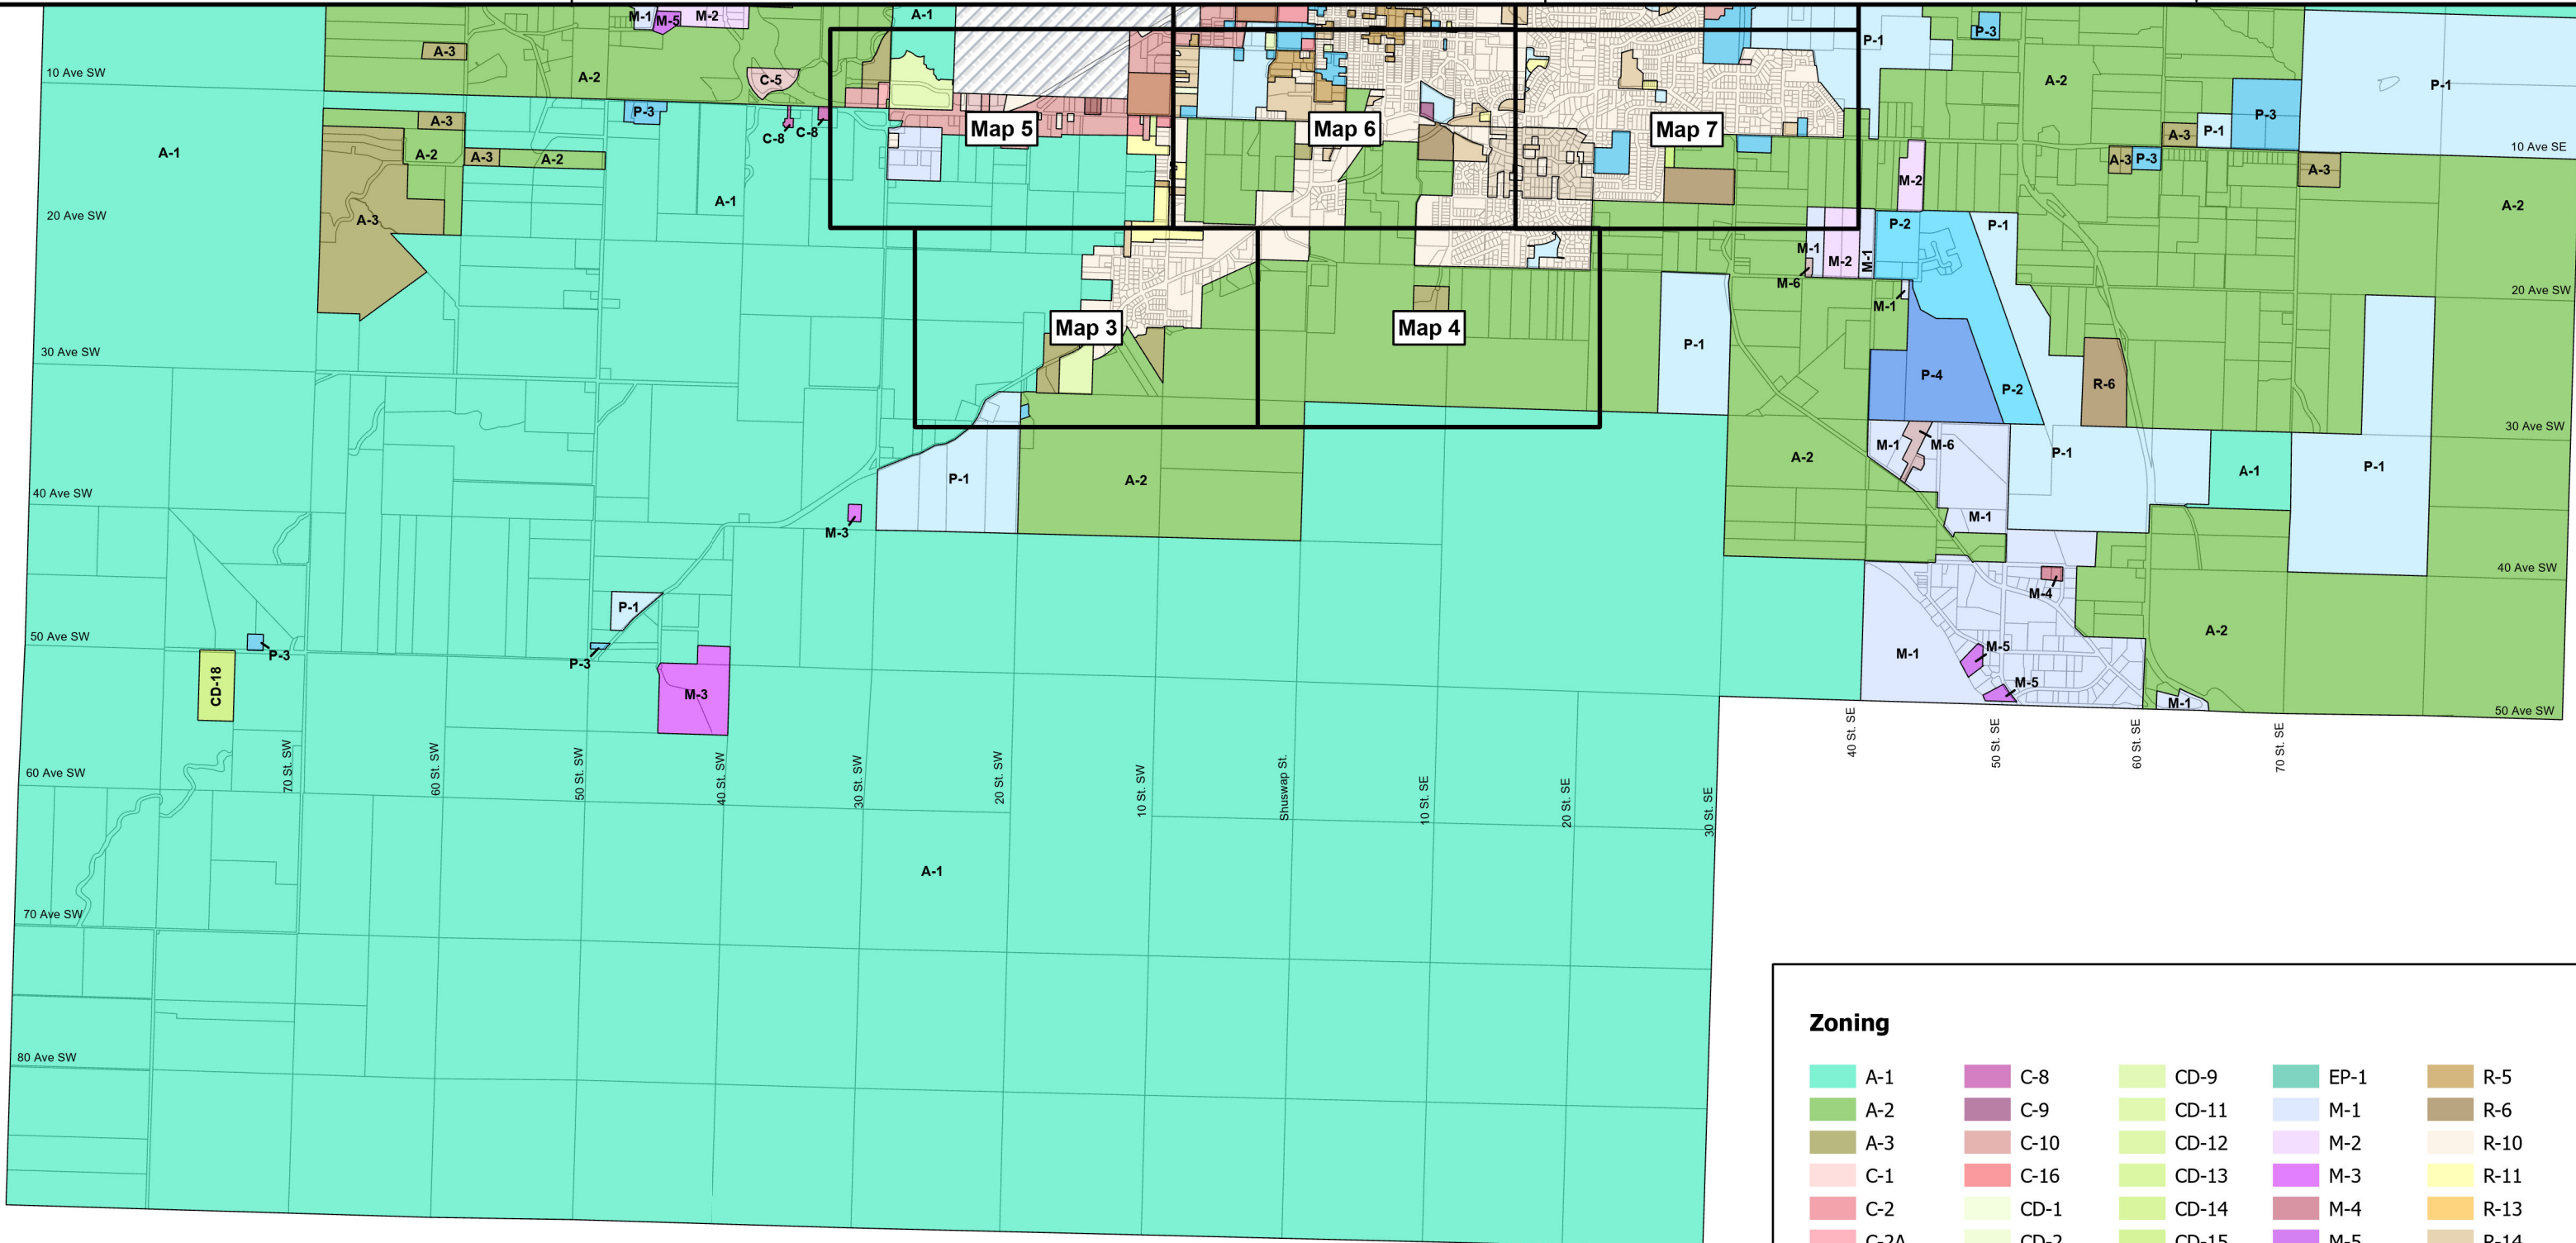 M-1
M-5
M-2
A-1
P-1
P-3
A-3
A-2
C-5
A-2
P-1
10 Ave SW
P-3
C-8
C-8
Map 5
Map 6
Map 7
A-3
P-1
P-3
10 Ave SE
A-1
A-3
A-2
A-3
A-2
A-3
P-3
A-3
M-2
A-1
A-2
20 Ave SW
A-3
P-2
P-1
M-1
M-2
M-1
M-6
M-1
20 Ave SW
Map 3
Map 4
P-1
30 Ave SW
P-4
P-2
R-6
30 Ave SW
M-1
M-6
P-1
A-2
P-1
A-2
A-1
P-1
40 Ave SW
M-3
M-1
40 Ave SW
M-4
P-1
50 Ave SW
P-3
P-3
A-2
M-1
M-5
M-5
CD-18
M-3
M-1
50 Ave SW
60 Ave SW
70 St. SW
60 St. SW
50 St. SW
40 St. SW
30 St. SW
20 St. SW
10 St. SW
Shuswap St.
10 St. SE
20 St. SE
30 St. SE
40 St. SE
50 St. SE
60 St. SE
70 St. SE
A-1
70 Ave SW
80 Ave SW
Zoning
A-1
C-8
CD-9
EP-1
R-5
A-2
C-9
CD-11
M-1
R-6
A-3
C-10
CD-12
M-2
R-10
C-1
C-16
CD-13
M-3
R-11
C-2
CD-1
CD-14
M-4
R-13
C-2A
CD-2
CD-15
M-5
R-14